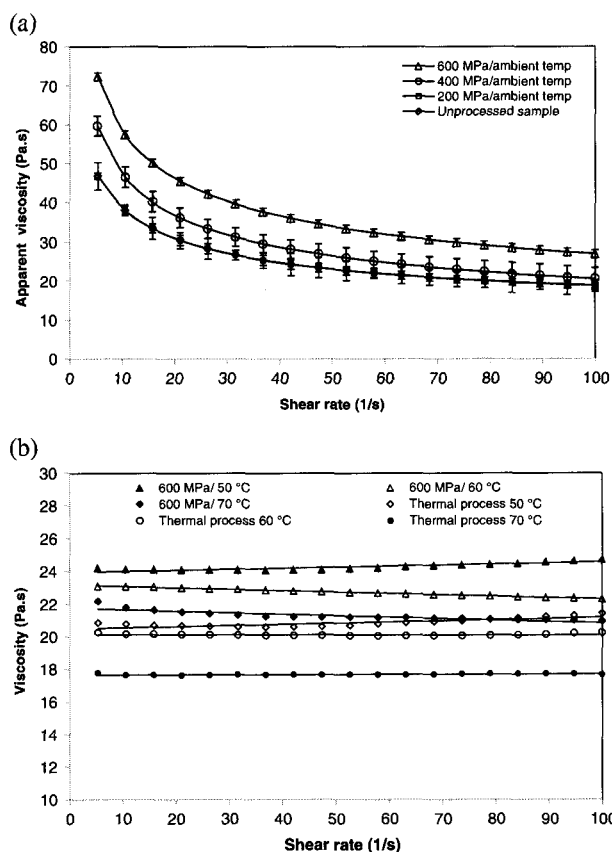 (a)
80
70
60
50
40
30
20
10
0
Apparent viscosity (Pa.s)
600 MPa/ambient temp
400 MPa/ambient temp
200 MPa/ambient temp
Unprocessed sample
0 10 20 30 40 50 60 70 80 90 100
Shear rate (1/s)
(b)
30
28
26
24
22
20
18
16
14
12
10
Viscosity (Pa.s)
600 MPa/ 50 °C 600 MPa/ 60 °C
600 MPa/ 70 °C Thermal process 50 °C
Thermal process 60 °C Thermal process 70 °C
0 10 20 30 40 50 60 70 80 90 100
Shear rate (1/s)